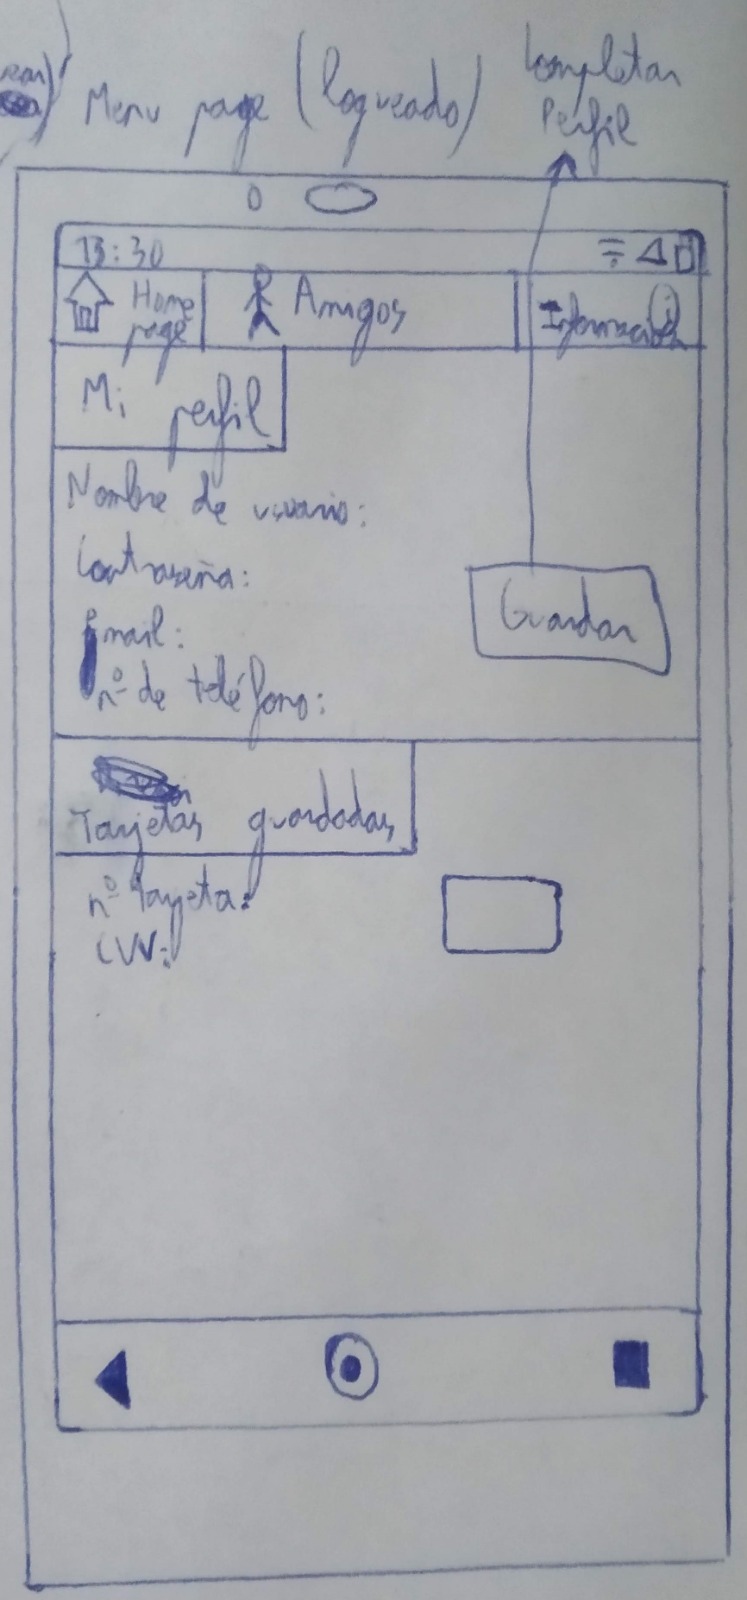 Menu page (logueado)
Completar
Perfil
13:30
Home
page
Amigos
Información
Mi perfil
Nombre de usuario:
Contraseña:
Email:
nº de teléfono:
Guardar
Tarjetas guardadas
nº Tarjeta:
CVV: